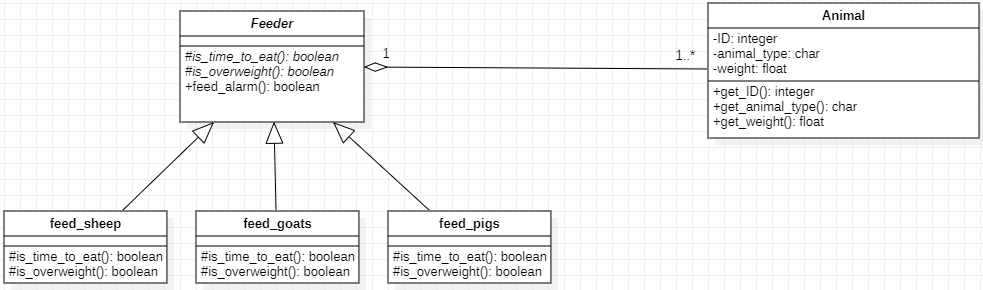 Feeder
#is_time_to_eat(): boolean
#is_overweight(): boolean
+feed_alarm(): boolean
1
1..*
Animal
-ID: integer
-animal_type: char
-weight: float
+get_ID(): integer
+get_animal_type(): char
+get_weight(): float
feed_sheep
#is_time_to_eat(): boolean
#is_overweight(): boolean
feed_goats
#is_time_to_eat(): boolean
#is_overweight(): boolean
feed_pigs
#is_time_to_eat(): boolean
#is_overweight(): boolean